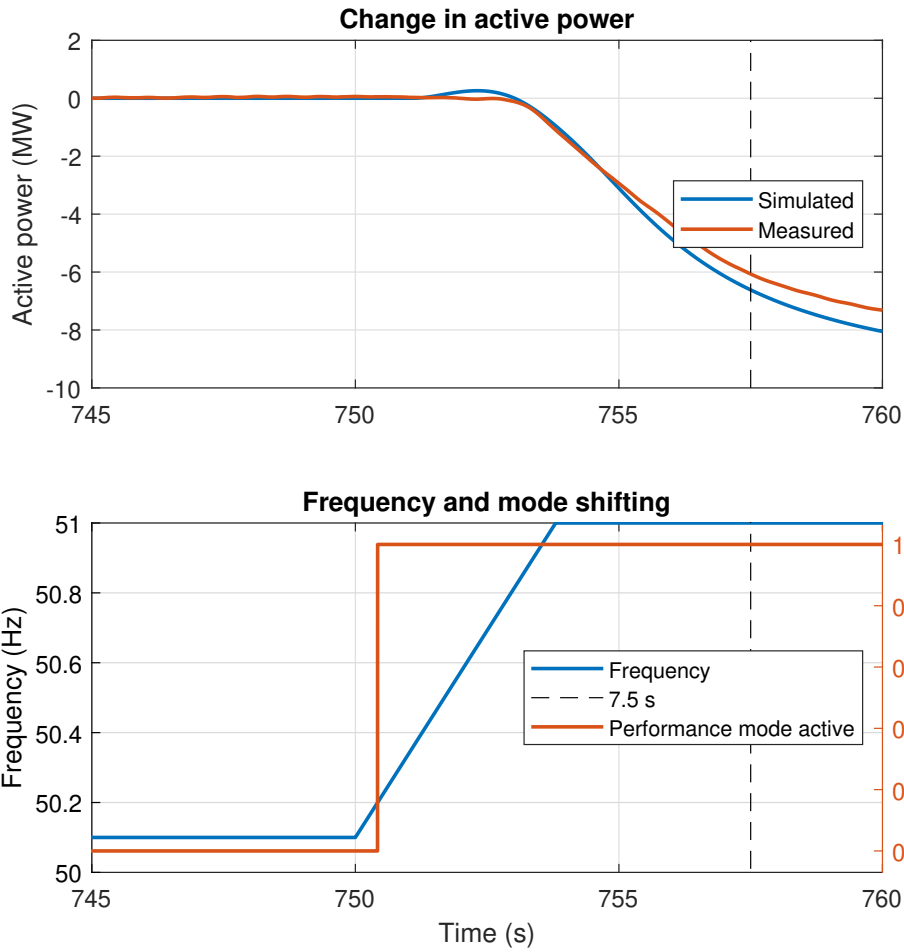 Change in active power
Active power (MW)
2
0
-2
-4
-6
-8
-10
745
750
755
760
Simulated
Measured
Frequency and mode shifting
Frequency (Hz)
51
50.8
50.6
50.4
50.2
50
1
0
0
0
0
0
745
750
755
760
Frequency
7.5 s
Performance mode active
Time (s)